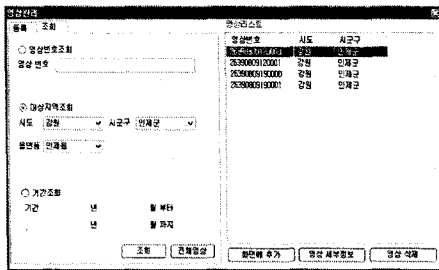 영상관리
등록 조회
영상번호조회
영상 번호
대상지역조회
시도 강원 시군구 인제군
읍면동 인제읍
기간조회
기간 년 월 부터
년 월 까지
조회 전체영상
영상리스트
영상번호 시도 시군구
강원 인제군
26390809120001 강원 인제군
26390809190000 강원 인제군
26390809190001 강원 인제군
화면에 추가 영상 세부정보 영상 삭제